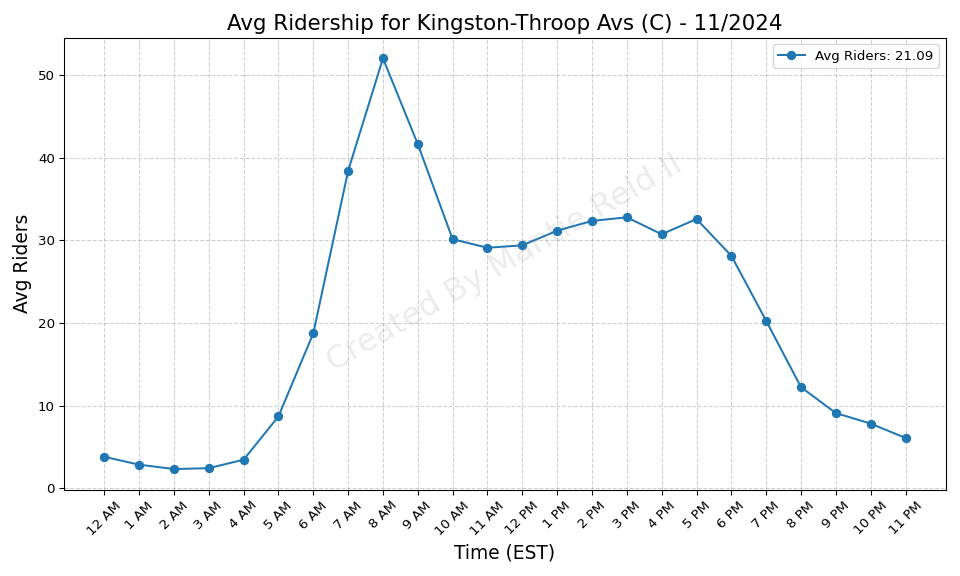 Avg Ridership for Kingston-Throop Avs (C) - 11/2024
Avg Riders: 21.09
50
40
30
20
10
0
Avg Riders
12 AM
1 AM
2 AM
3 AM
4 AM
5 AM
6 AM
7 AM
8 AM
9 AM
10 AM
11 AM
12 PM
1 PM
2 PM
3 PM
4 PM
5 PM
6 PM
7 PM
8 PM
9 PM
10 PM
11 PM
Time (EST)
Created By Reid II